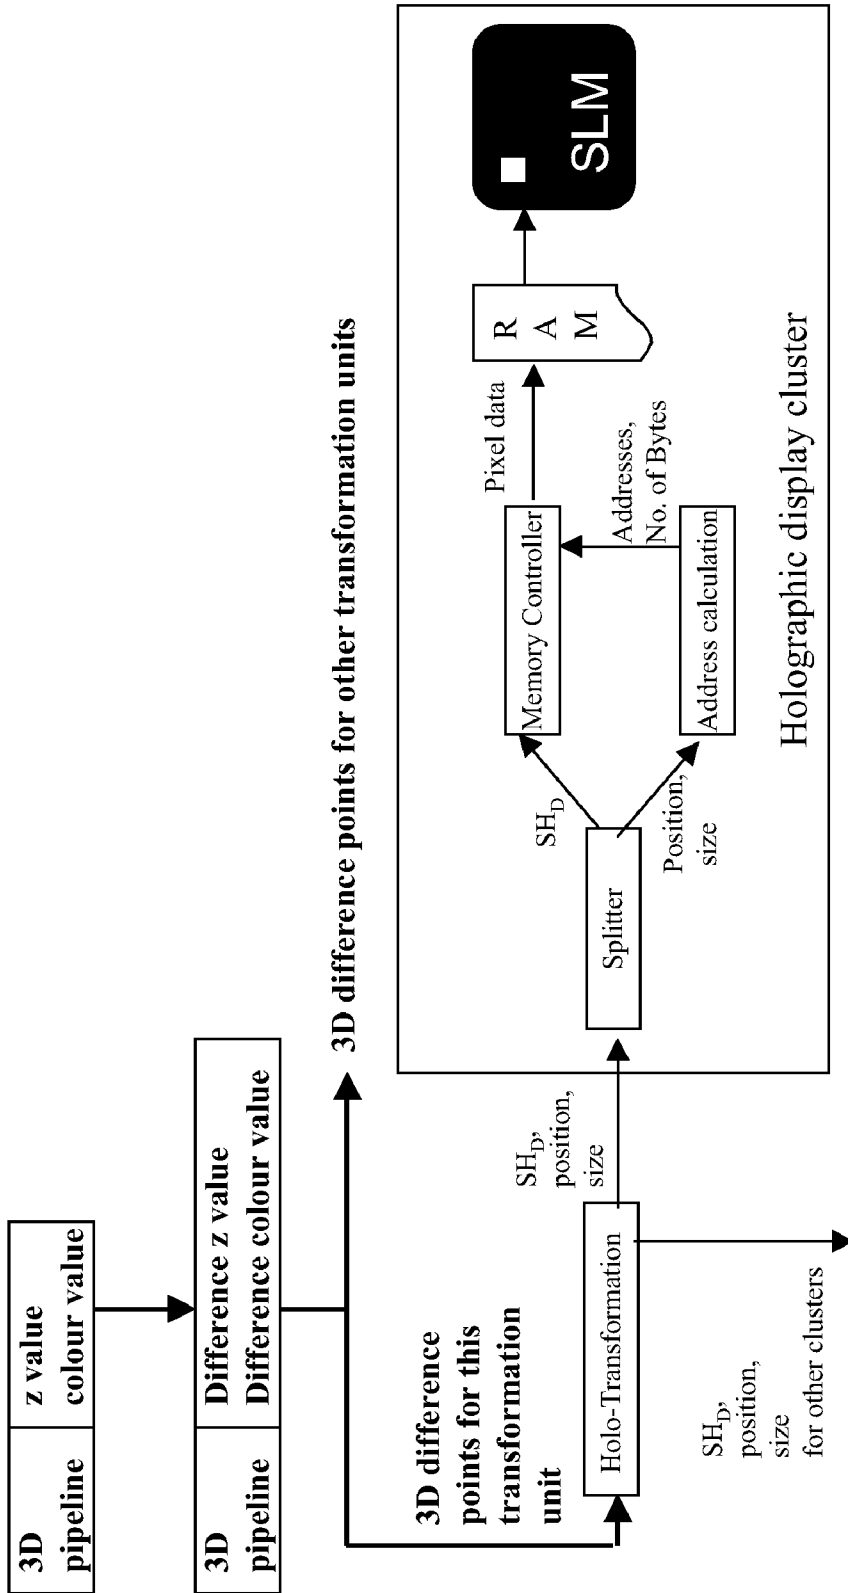 3D
pipeline
z value
colour value
3D
pipeline
Difference z value
Difference colour value
3D difference points for other transformation units
3D difference
points for this
transformation
unit
Holo-Transformation
SH_D,
position,
size
SH_D,
position,
size
for other clusters
Splitter
SH_D
Position,
size
Memory Controller
Address calculation
Addresses,
No. of Bytes
Pixel data
R
A
M
SLM
Holographic display cluster